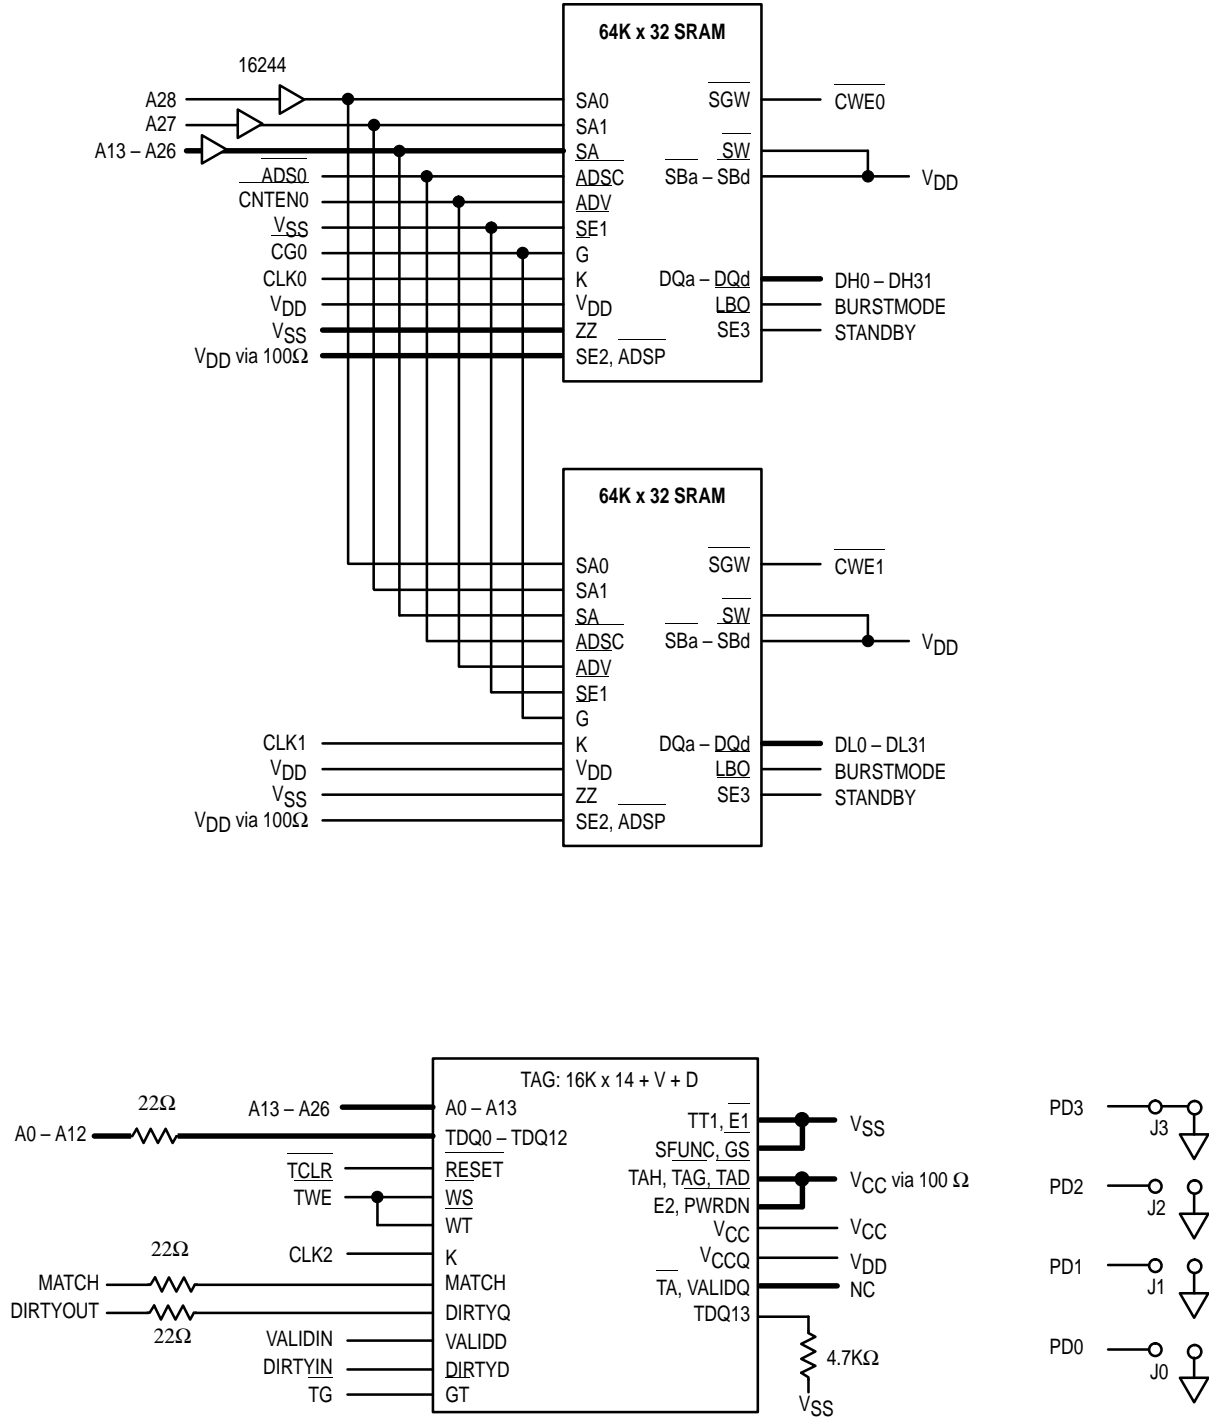 64K x 32 SRAM
16244
A28
SA0
SGW
CWE0
A27
SA1
A13 – A26
SA
SW
ADS0
ADSC
SBa – SBd
VDD
CNTEN0
ADV
VSS
SE1
CG0
G
CLK0
K
DQa – DQd
DH0 – DH31
VDD
VDD
LBO
BURSTMODE
VSS
ZZ
SE3
STANDBY
VDD via 100Ω
SE2, ADSP
64K x 32 SRAM
SA0
SGW
CWE1
SA1
SA
SW
ADSC
SBa – SBd
VDD
ADV
SE1
G
CLK1
K
DQa – DQd
DL0 – DL31
VDD
VDD
LBO
BURSTMODE
VSS
ZZ
SE3
STANDBY
VDD via 100Ω
SE2, ADSP
TAG: 16K x 14 + V + D
22Ω
A13 – A26
A0 – A13
TT1, E1
VSS
A0 – A12
TDQ0 – TDQ12
SFUNC, GS
TCLR
RESET
TAH, TAG, TAD
VCC via 100 Ω
TWE
WS
E2, PWRDN
WT
VCC
VCC
22Ω
CLK2
K
VCCQ
VDD
MATCH
MATCH
TA, VALIDQ
NC
DIRTYOUT
DIRTYQ
TDQ13
22Ω
VALIDIN
VALIDD
4.7KΩ
DIRTYIN
DIRTYD
TG
GT
VSS
PD3
J3
PD2
J2
PD1
J1
PD0
J0